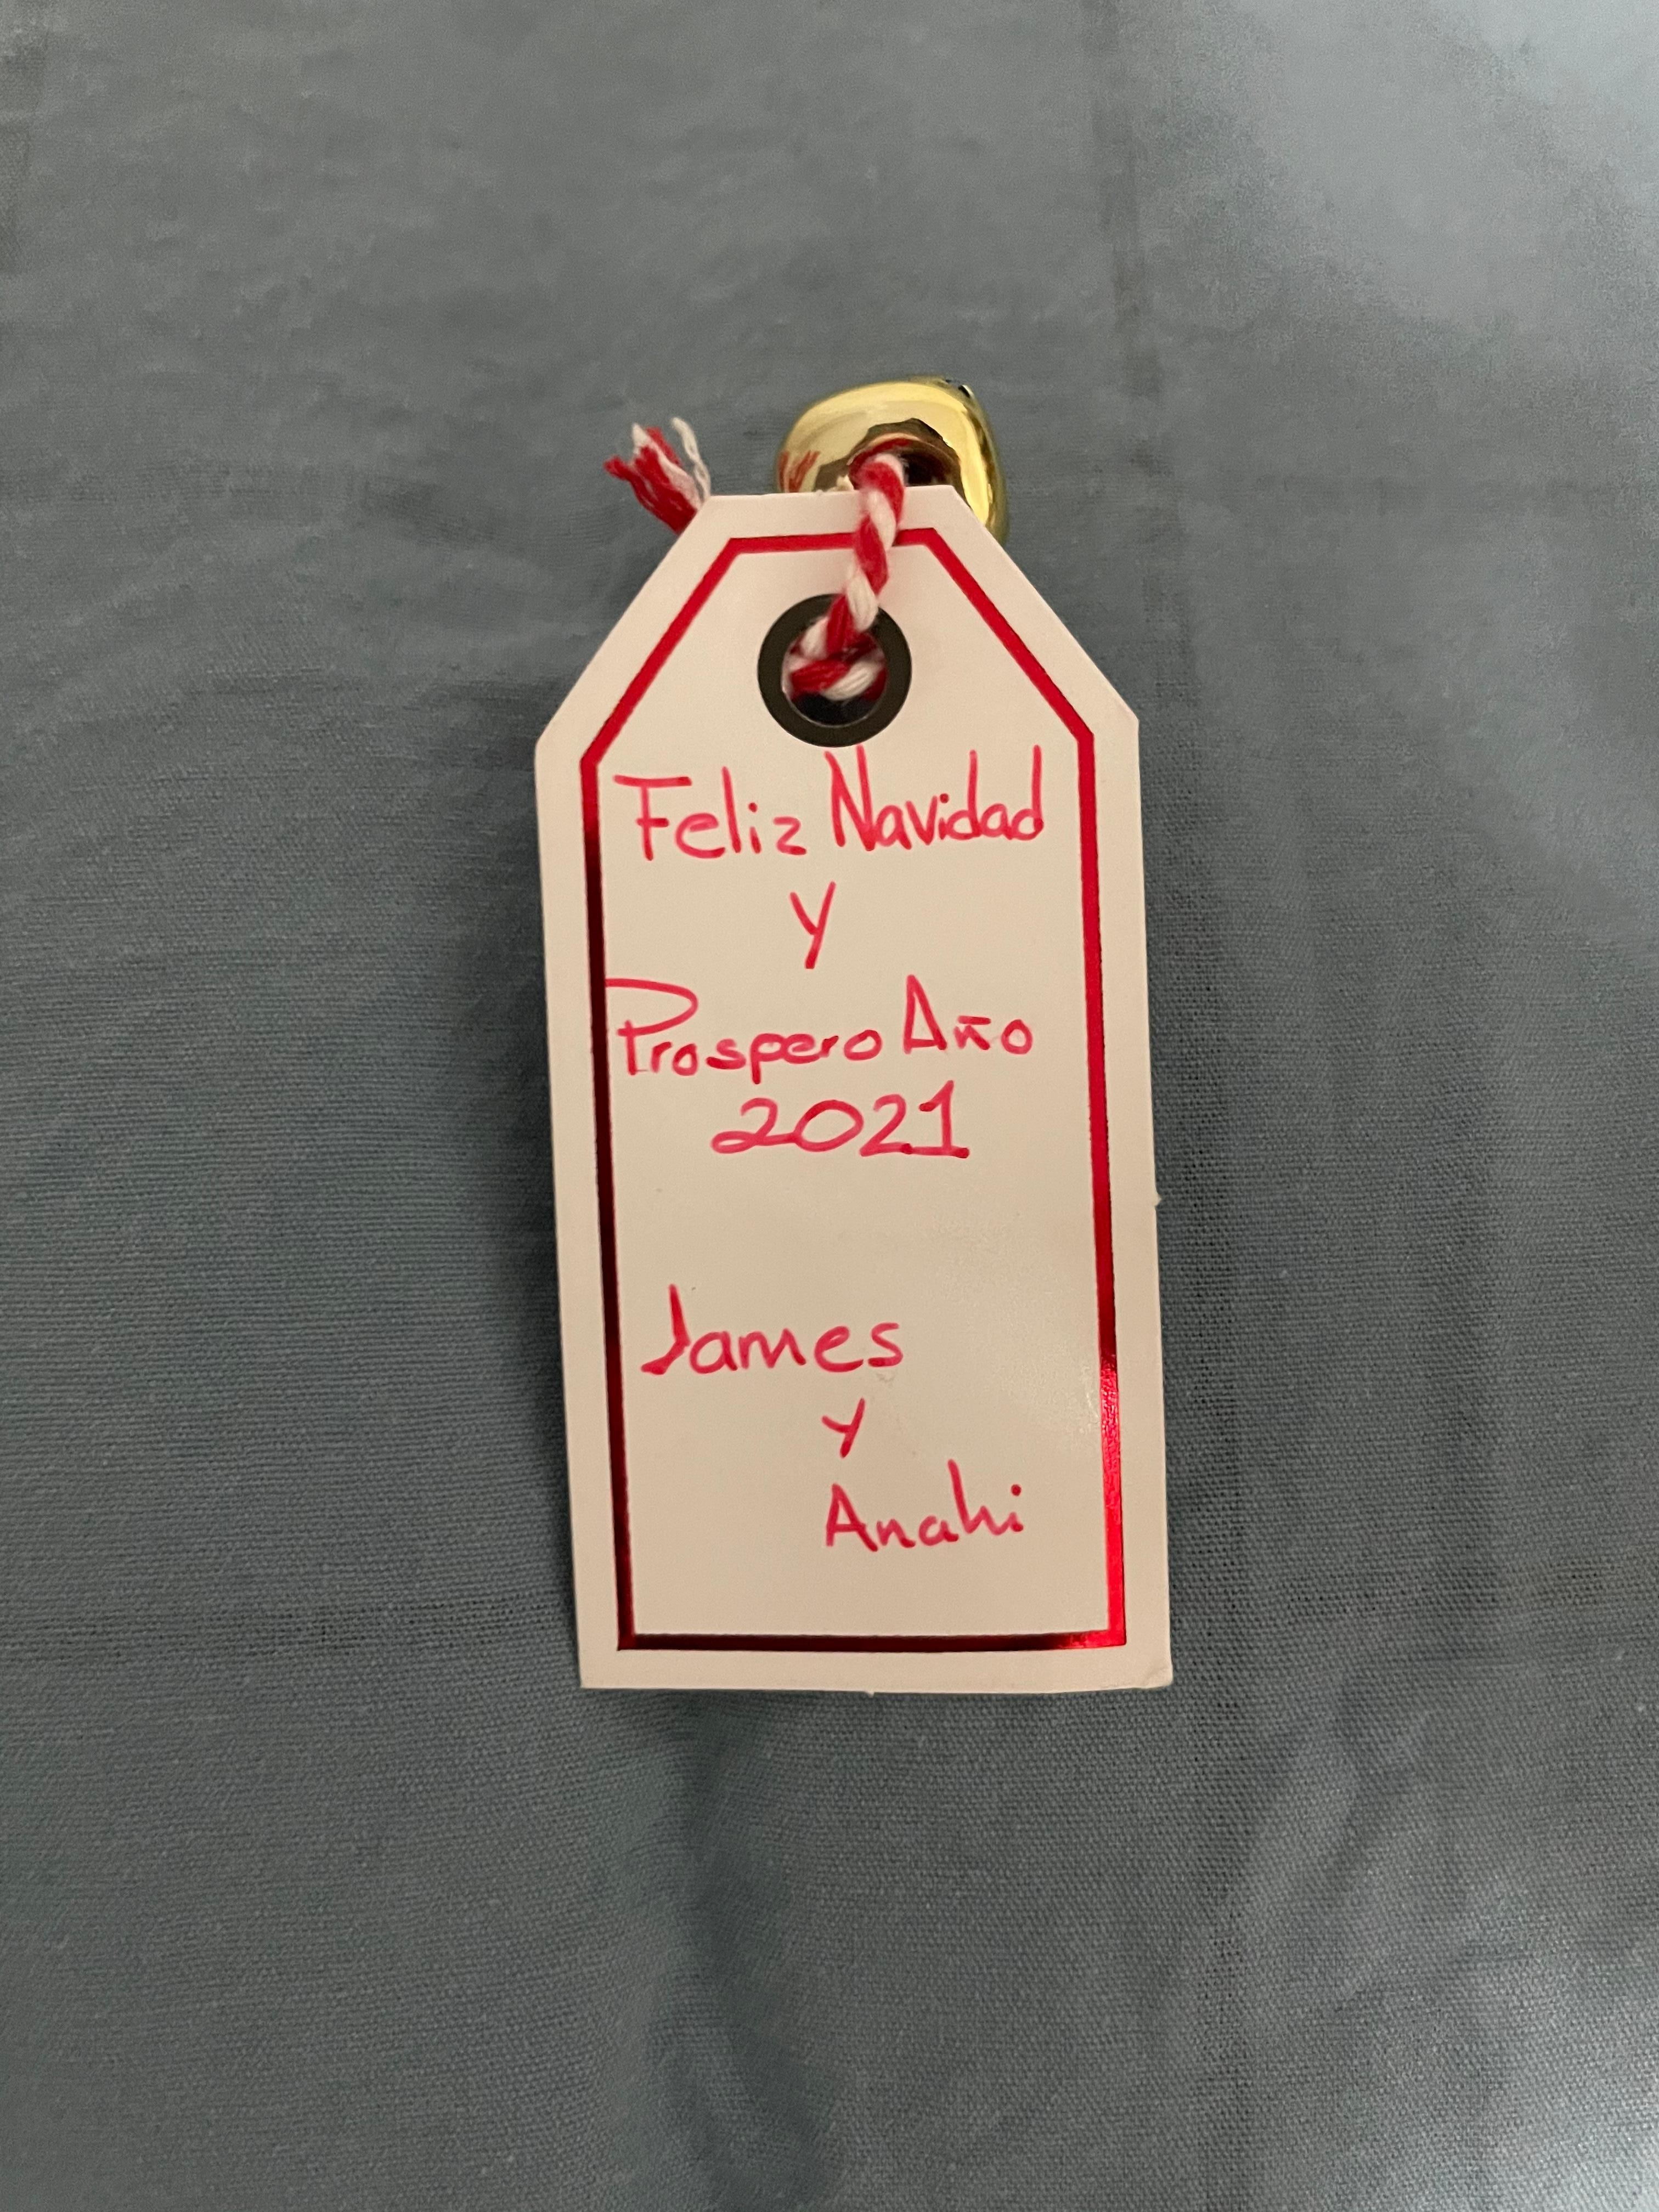 Feliz Navidad
y
Prospero Año
2021
James
y
Anahi